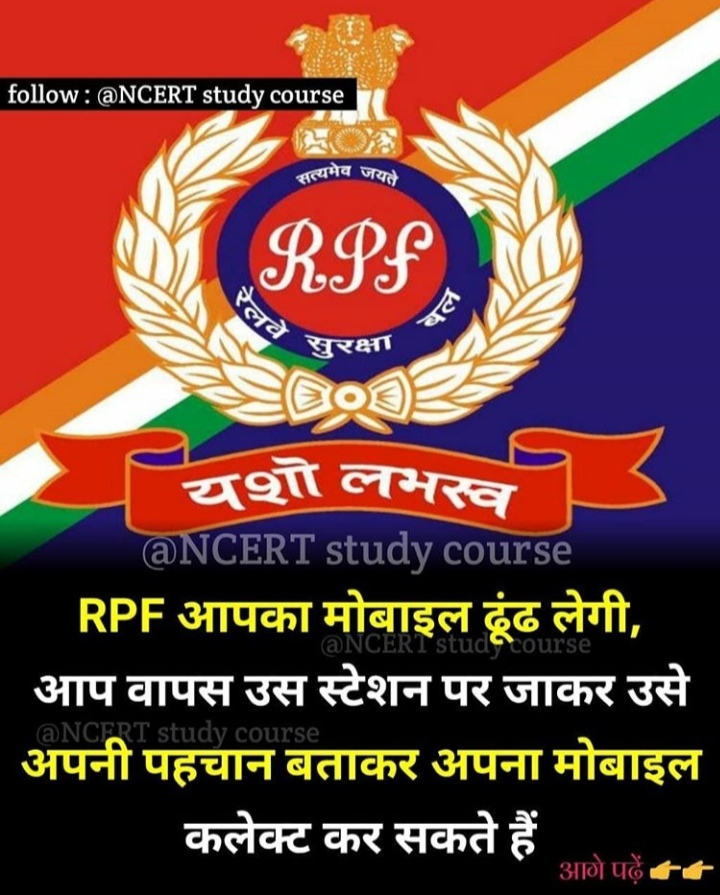 follow : @NCERT study course
सत्यमेव जयते
RPf
रेलवे सुरक्षा बल
यशो लभस्व
@NCERT study course
RPF आपका मोबाइल ढूंढ लेगी,
@NCERT study course
आप वापस उस स्टेशन पर जाकर उसे
@NCERT study course
अपनी पहचान बताकर अपना मोबाइल
कलेक्ट कर सकते हैं
आगे पढ़ें 👉👉